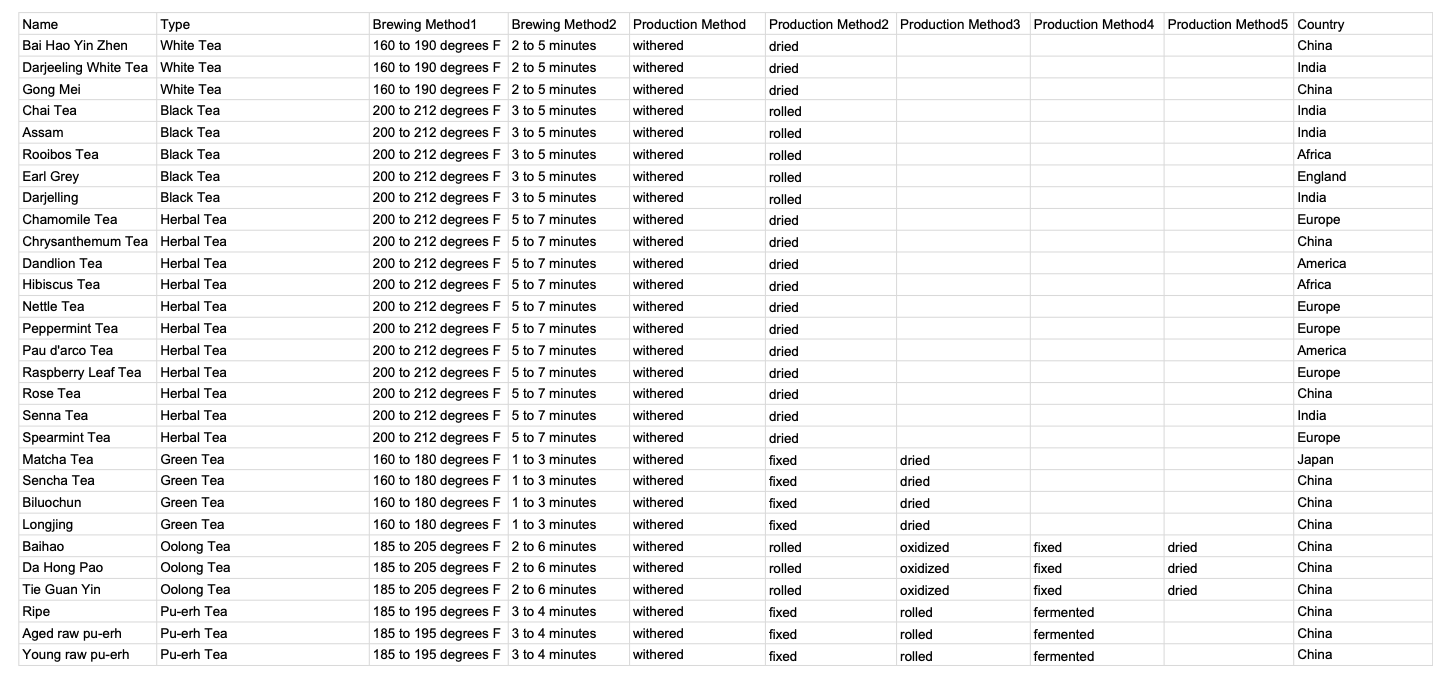 Name Type Brewing Method1 Brewing Method2 Production Method Production Method2 Production Method3 Production Method4 Production Method5 Country
Bai Hao Yin Zhen White Tea 160 to 190 degrees F 2 to 5 minutes withered dried China
Darjeeling White Tea White Tea 160 to 190 degrees F 2 to 5 minutes withered dried India
Gong Mei White Tea 160 to 190 degrees F 2 to 5 minutes withered dried China
Chai Tea Black Tea 200 to 212 degrees F 3 to 5 minutes withered rolled India
Assam Black Tea 200 to 212 degrees F 3 to 5 minutes withered rolled India
Rooibos Tea Black Tea 200 to 212 degrees F 3 to 5 minutes withered rolled Africa
Earl Grey Black Tea 200 to 212 degrees F 3 to 5 minutes withered rolled England
Darjelling Black Tea 200 to 212 degrees F 3 to 5 minutes withered rolled India
Chamomile Tea Herbal Tea 200 to 212 degrees F 5 to 7 minutes withered dried Europe
Chrysanthemum Tea Herbal Tea 200 to 212 degrees F 5 to 7 minutes withered dried China
Dandlion Tea Herbal Tea 200 to 212 degrees F 5 to 7 minutes withered dried America
Hibiscus Tea Herbal Tea 200 to 212 degrees F 5 to 7 minutes withered dried Africa
Nettle Tea Herbal Tea 200 to 212 degrees F 5 to 7 minutes withered dried Europe
Peppermint Tea Herbal Tea 200 to 212 degrees F 5 to 7 minutes withered dried Europe
Pau d'arco Tea Herbal Tea 200 to 212 degrees F 5 to 7 minutes withered dried America
Raspberry Leaf Tea Herbal Tea 200 to 212 degrees F 5 to 7 minutes withered dried Europe
Rose Tea Herbal Tea 200 to 212 degrees F 5 to 7 minutes withered dried China
Senna Tea Herbal Tea 200 to 212 degrees F 5 to 7 minutes withered dried India
Spearmint Tea Herbal Tea 200 to 212 degrees F 5 to 7 minutes withered dried Europe
Matcha Tea Green Tea 160 to 180 degrees F 1 to 3 minutes withered fixed dried Japan
Sencha Tea Green Tea 160 to 180 degrees F 1 to 3 minutes withered fixed dried China
Biluochun Green Tea 160 to 180 degrees F 1 to 3 minutes withered fixed dried China
Longjing Green Tea 160 to 180 degrees F 1 to 3 minutes withered fixed dried China
Baihao Oolong Tea 185 to 205 degrees F 2 to 6 minutes withered rolled oxidized fixed dried China
Da Hong Pao Oolong Tea 185 to 205 degrees F 2 to 6 minutes withered rolled oxidized fixed dried China
Tie Guan Yin Oolong Tea 185 to 205 degrees F 2 to 6 minutes withered rolled oxidized fixed dried China
Ripe Pu-erh Tea 185 to 195 degrees F 3 to 4 minutes withered fixed rolled fermented China
Aged raw pu-erh Pu-erh Tea 185 to 195 degrees F 3 to 4 minutes withered fixed rolled fermented China
Young raw pu-erh Pu-erh Tea 185 to 195 degrees F 3 to 4 minutes withered fixed rolled fermented China